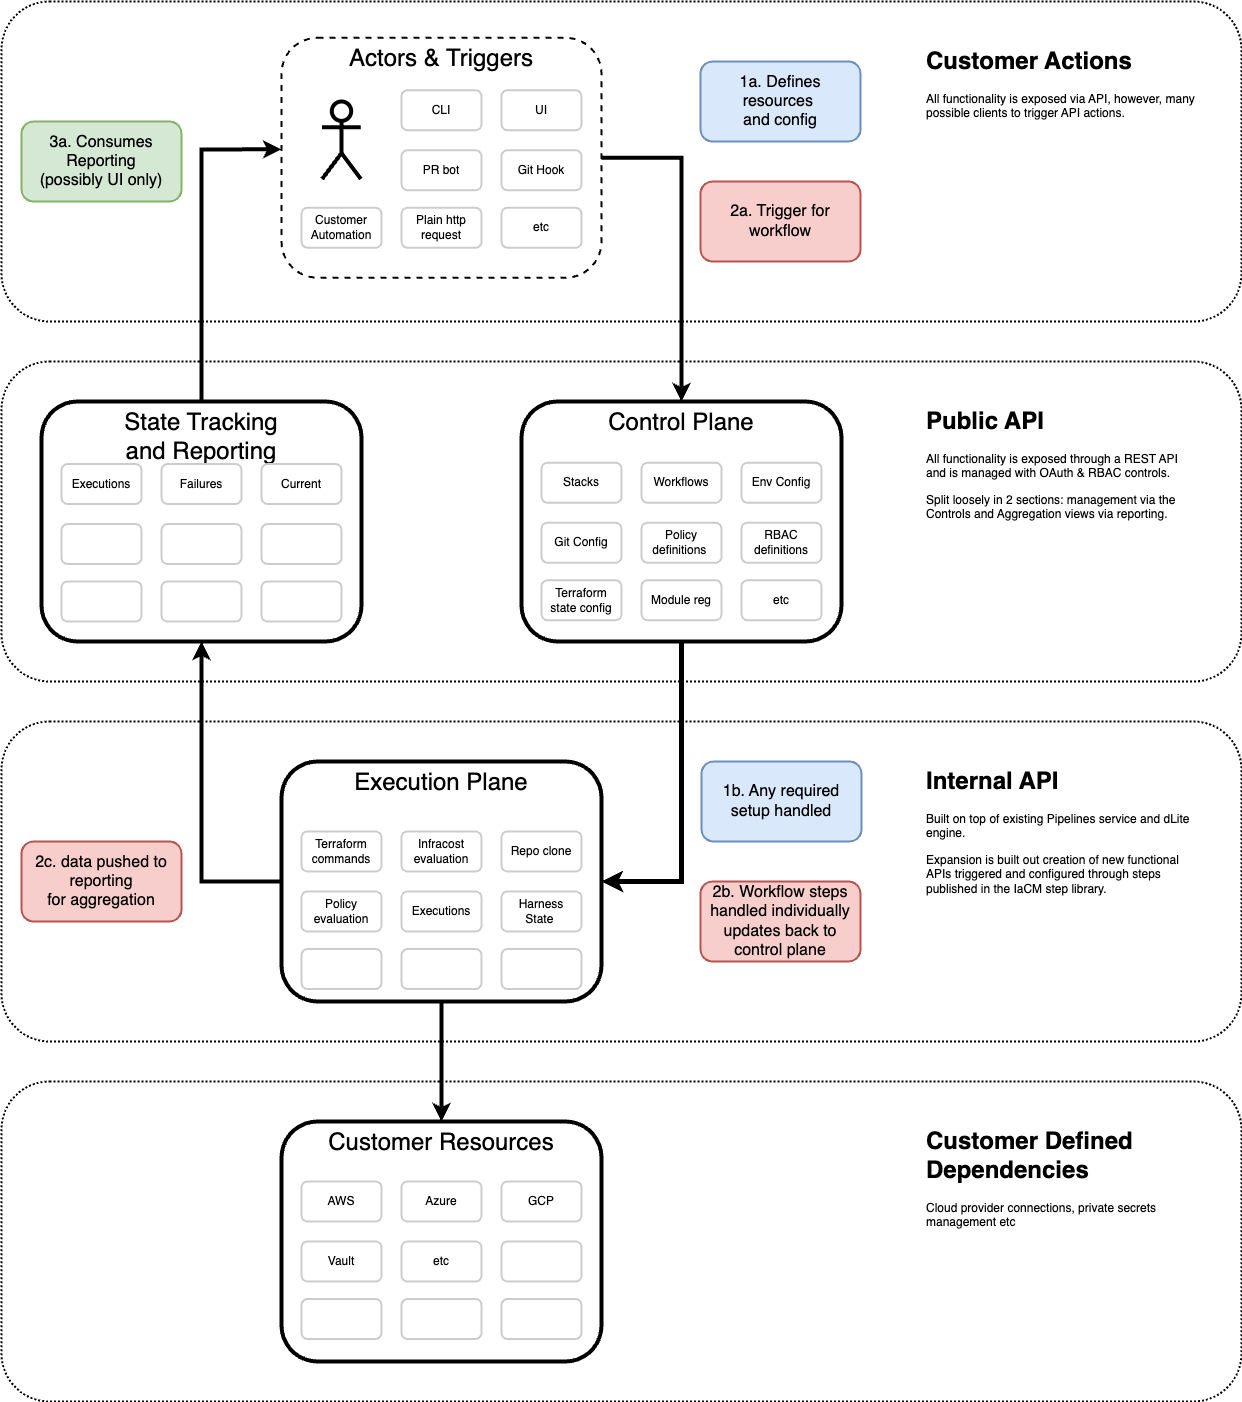 Actors & Triggers
CLI
UI
PR bot
Git Hook
Customer
Automation
Plain http
request
etc
3a. Consumes
Reporting
(possibly UI only)
1a. Defines
resources
and config
2a. Trigger for
workflow
Customer Actions
All functionality is exposed via API, however, many
possible clients to trigger API actions.
State Tracking
and Reporting
Executions
Failures
Current
Control Plane
Stacks
Workflows
Env Config
Git Config
Policy
definitions
RBAC
definitions
Terraform
state config
Module reg
etc
Public API
All functionality is exposed through a REST API
and is managed with OAuth & RBAC controls.
Split loosely in 2 sections: management via the
Controls and Aggregation views via reporting.
Execution Plane
Terraform
commands
Infracost
evaluation
Repo clone
Policy
evaluation
Executions
Harness
State
2c. data pushed to
reporting
for aggregation
1b. Any required
setup handled
2b. Workflow steps
handled individually
updates back to
control plane
Internal API
Built on top of existing Pipelines service and dLite
engine.
Expansion is built out creation of new functional
APIs triggered and configured through steps
published in the IaCM step library.
Customer Resources
AWS
Azure
GCP
Vault
etc
Customer Defined
Dependencies
Cloud provider connections, private secrets
management etc